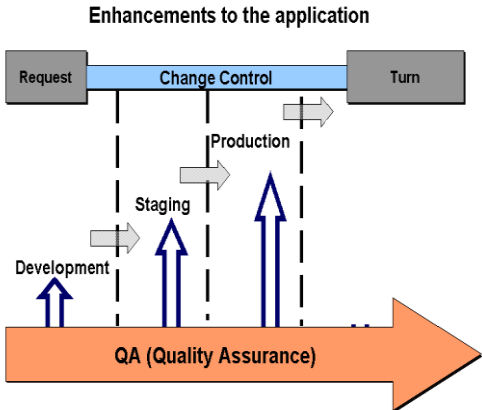 Enhancements to the application
Request
Change Control
Turn
Production
Staging
Development
QA (Quality Assurance)